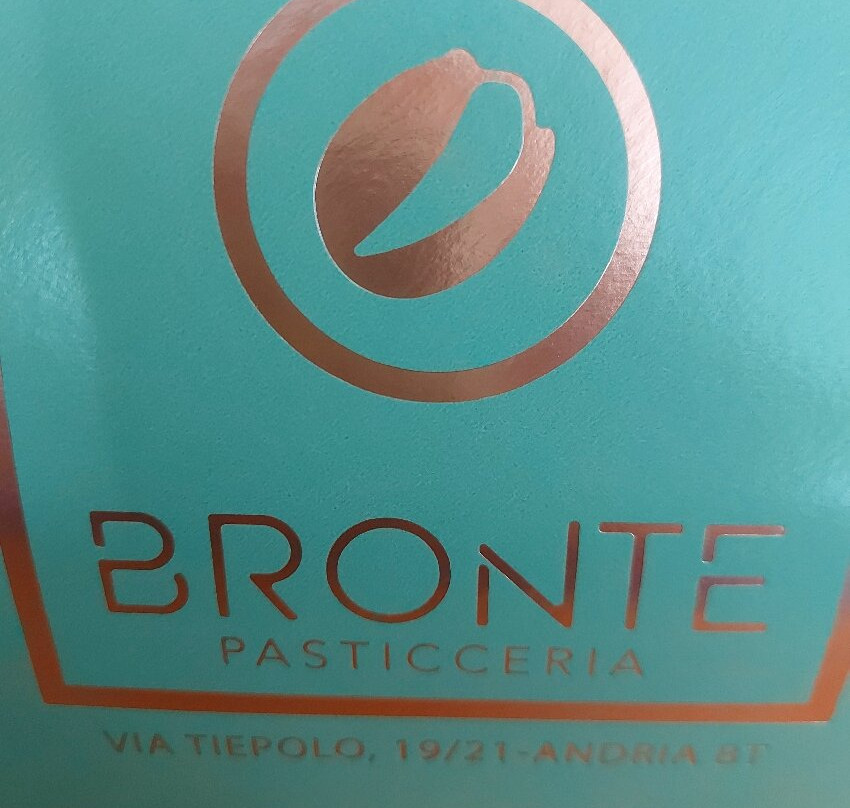 BRONTE
PASTICCERIA
VIA TIEPOLO, 19/21-ANDRIA BT